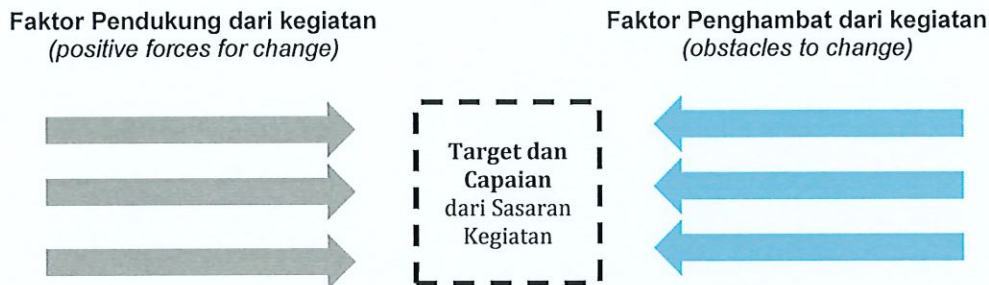 Faktor Pendukung dari kegiatan
(positive forces for change)
Faktor Penghambat dari kegiatan
(obstacles to change)
Target dan
Capaian
dari Sasaran
Kegiatan